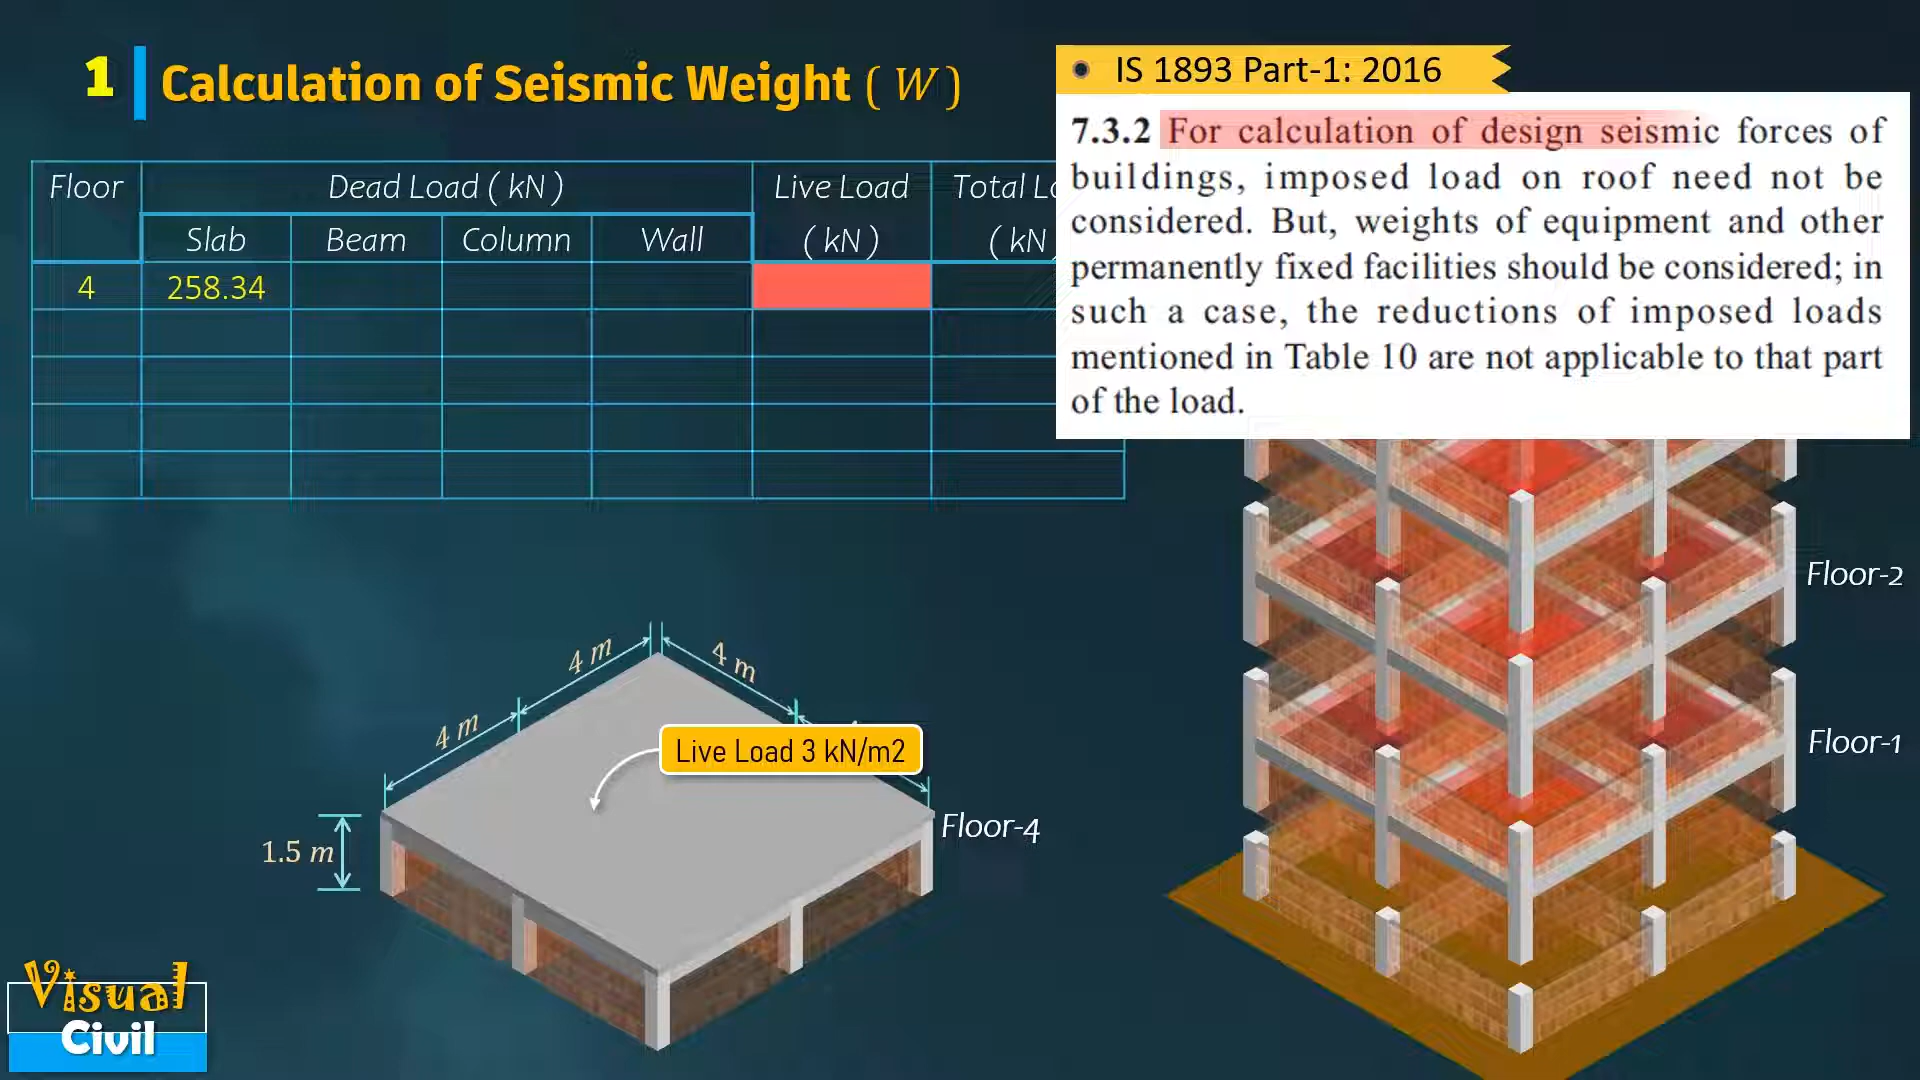 1 Calculation of Seismic Weight ( W )
Floor
Dead Load ( kN )
Live Load
( kN )
Total Lo
( kN
Slab
Beam
Column
Wall
4
258.34
• IS 1893 Part-1: 2016
7.3.2 For calculation of design seismic forces of
buildings, imposed load on roof need not be
considered. But, weights of equipment and other
permanently fixed facilities should be considered; in
such a case, the reductions of imposed loads
mentioned in Table 10 are not applicable to that part
of the load.
Floor-2
Floor-1
4 m
4 m
4 m
Live Load 3 kN/m2
Floor-4
1.5 m
Visual
Civil